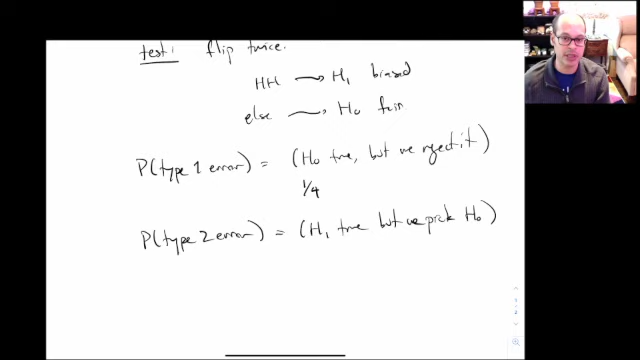 test: flip twice.
HH → H₁ biased
else → H₀ fair
P(type 1 error) = (H₀ true, but we reject it)
1/4
P(type 2 error) = (H₁ true but we pick H₀)